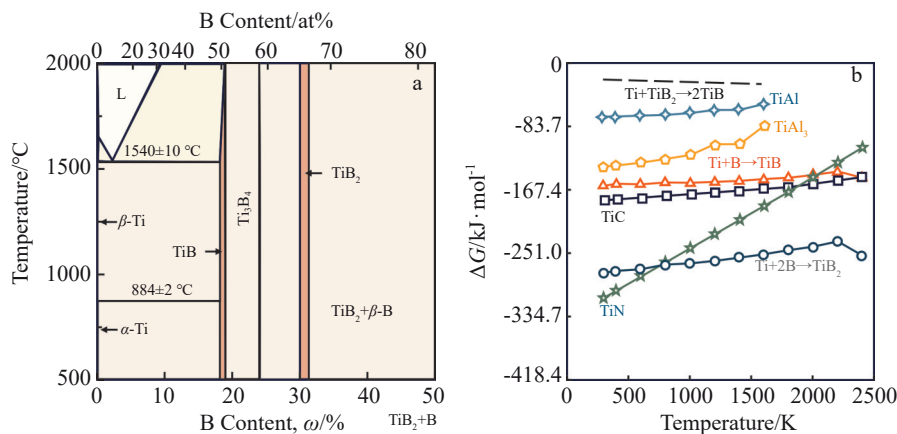 B Content/at%
0 20 30 40 50 60 70 80
a
2000
1500
1000
500
Temperature/°C
L
1540±10 ℃
β-Ti
TiB
Ti₃B₄
TiB₂
884±2 ℃
α-Ti
TiB₂+β-B
0 10 20 30 40 50
B Content, ω/%
TiB₂+B
b
0
-83.7
-167.4
-251.0
-334.7
-418.4
ΔG/kJ·mol⁻¹
Ti+TiB₂→2TiB
TiAl
TiAl₃
Ti+B→TiB
TiC
Ti+2B→TiB₂
TiN
0 500 1000 1500 2000 2500
Temperature/K